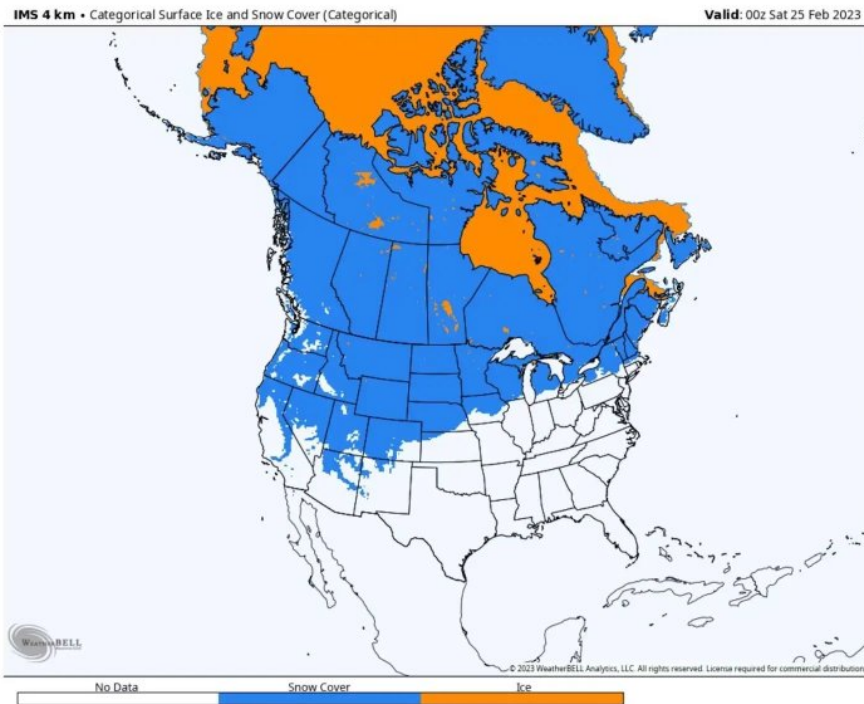 IMS 4 km • Categorical Surface Ice and Snow Cover (Categorical)
Valid: 00z Sat 25 Feb 2023
WeatherBELL
© 2023 WeatherBELL Analytics, LLC. All rights reserved. License required for commercial distribution
No Data
Snow Cover
Ice